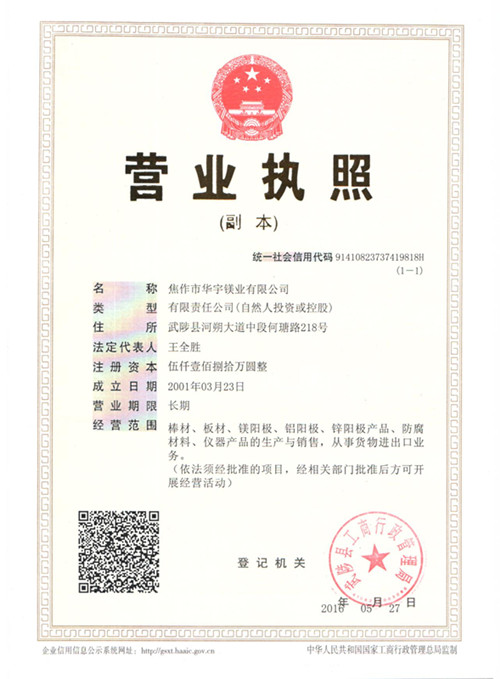 营业执照
(副 本)
统一社会信用代码 91410823737419818H
(1-1)
名称 焦作市华宇镁业有限公司
类型 有限责任公司(自然人投资或控股)
住所 武陟县河朔大道中段何瑭路218号
法定代表人 王全胜
注册资本 伍仟壹佰捌拾万圆整
成立日期 2001年03月23日
营业期限 长期
经营范围 棒材、板材、镁阳极、铝阳极、锌阳极产品、防腐
材料、仪器产品的生产与销售，从事货物进出口业
务。
(依法须经批准的项目，经相关部门批准后方可开
展经营活动)
登记机关
武陟县工商行政管理局
2016 年 05 月 27 日
企业信用信息公示系统网址：http://gsxt.haaic.gov.cn
中华人民共和国国家工商行政管理总局监制